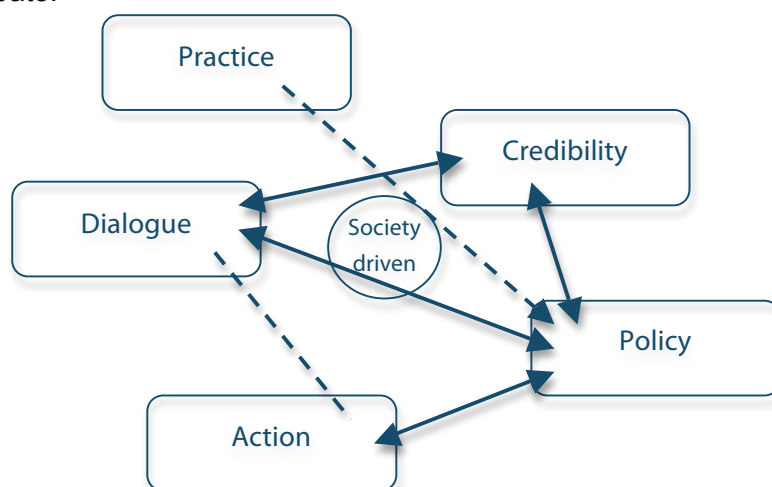 Practice
Credibility
Dialogue
Society
driven
Policy
Action